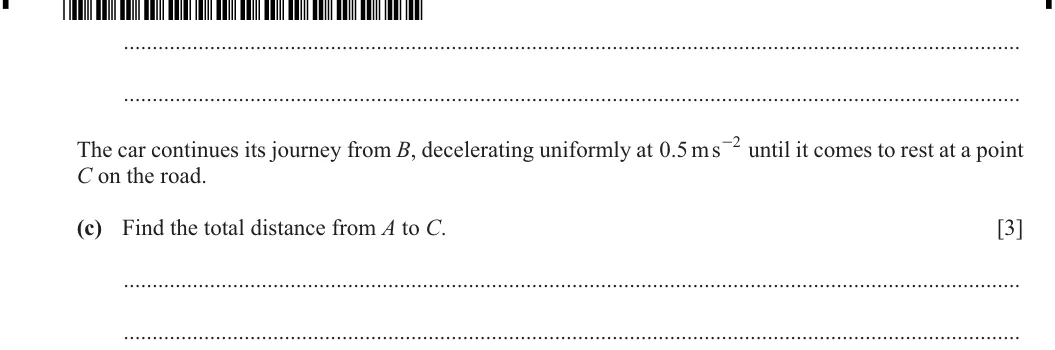 The car continues its journey from B, decelerating uniformly at 0.5 m s⁻² until it comes to rest at a point
C on the road.
(c) Find the total distance from A to C. [3]